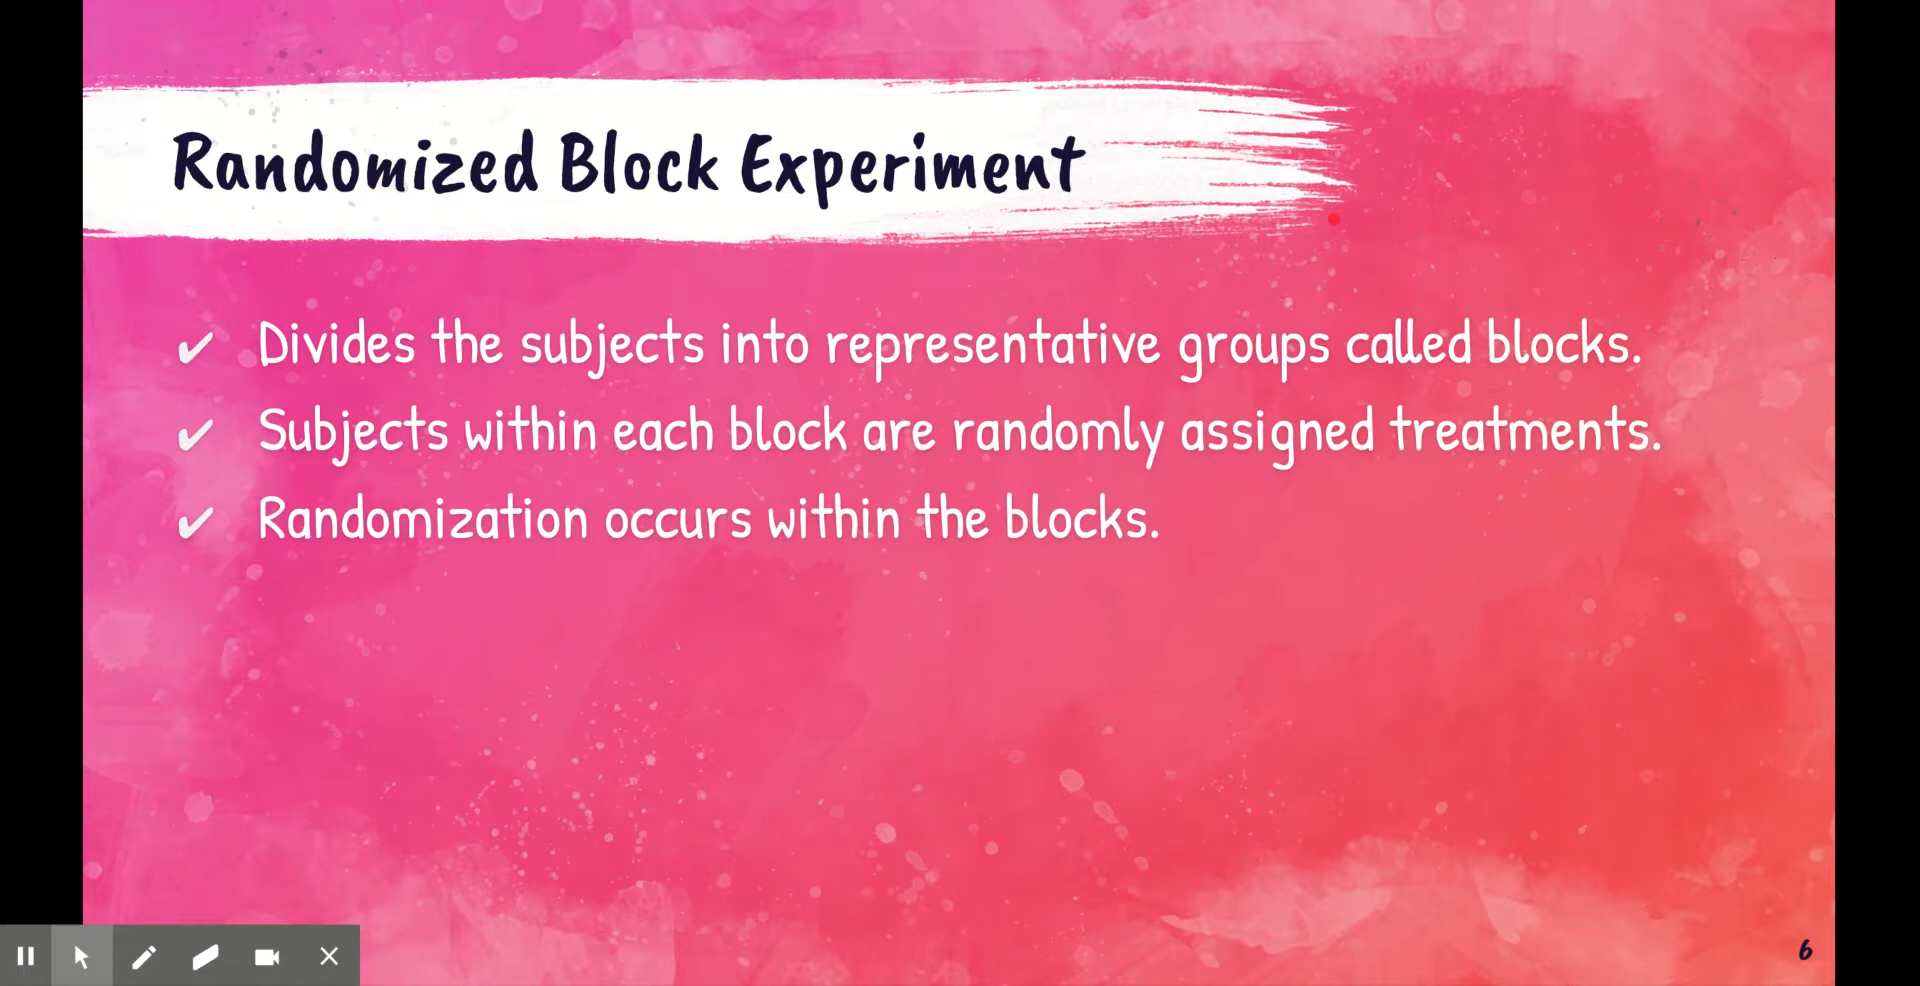 Randomized Block Experiment
✔ Divides the subjects into representative groups called blocks.
✔ Subjects within each block are randomly assigned treatments.
✔ Randomization occurs within the blocks.
6